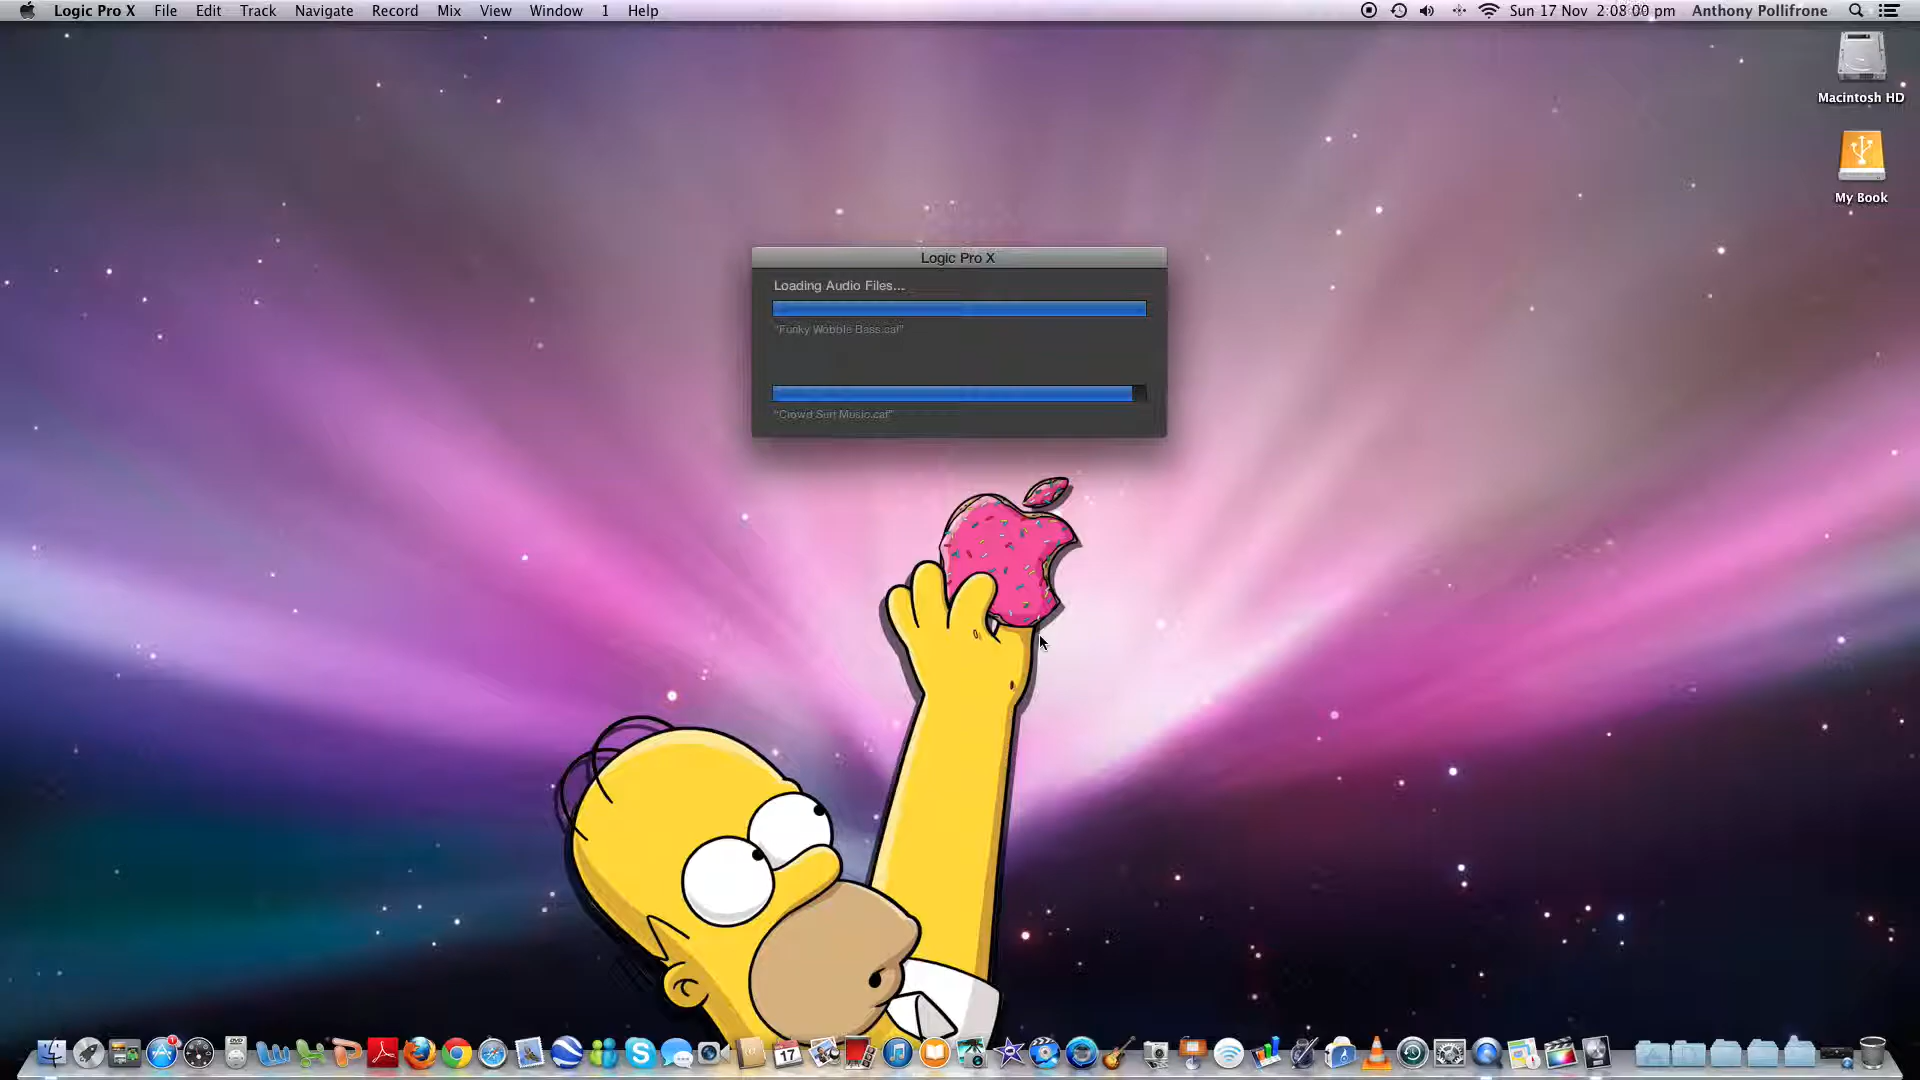 Logic Pro X File Edit Track Navigate Record Mix View Window 1 Help Sun 17 Nov 2:08:00 pm Anthony Pollifrone
Macintosh HD
My Book
Logic Pro X
Loading Audio Files...
"Funky Wobble Bass.caf"
"Crowd Surf Music.caf"
1
17